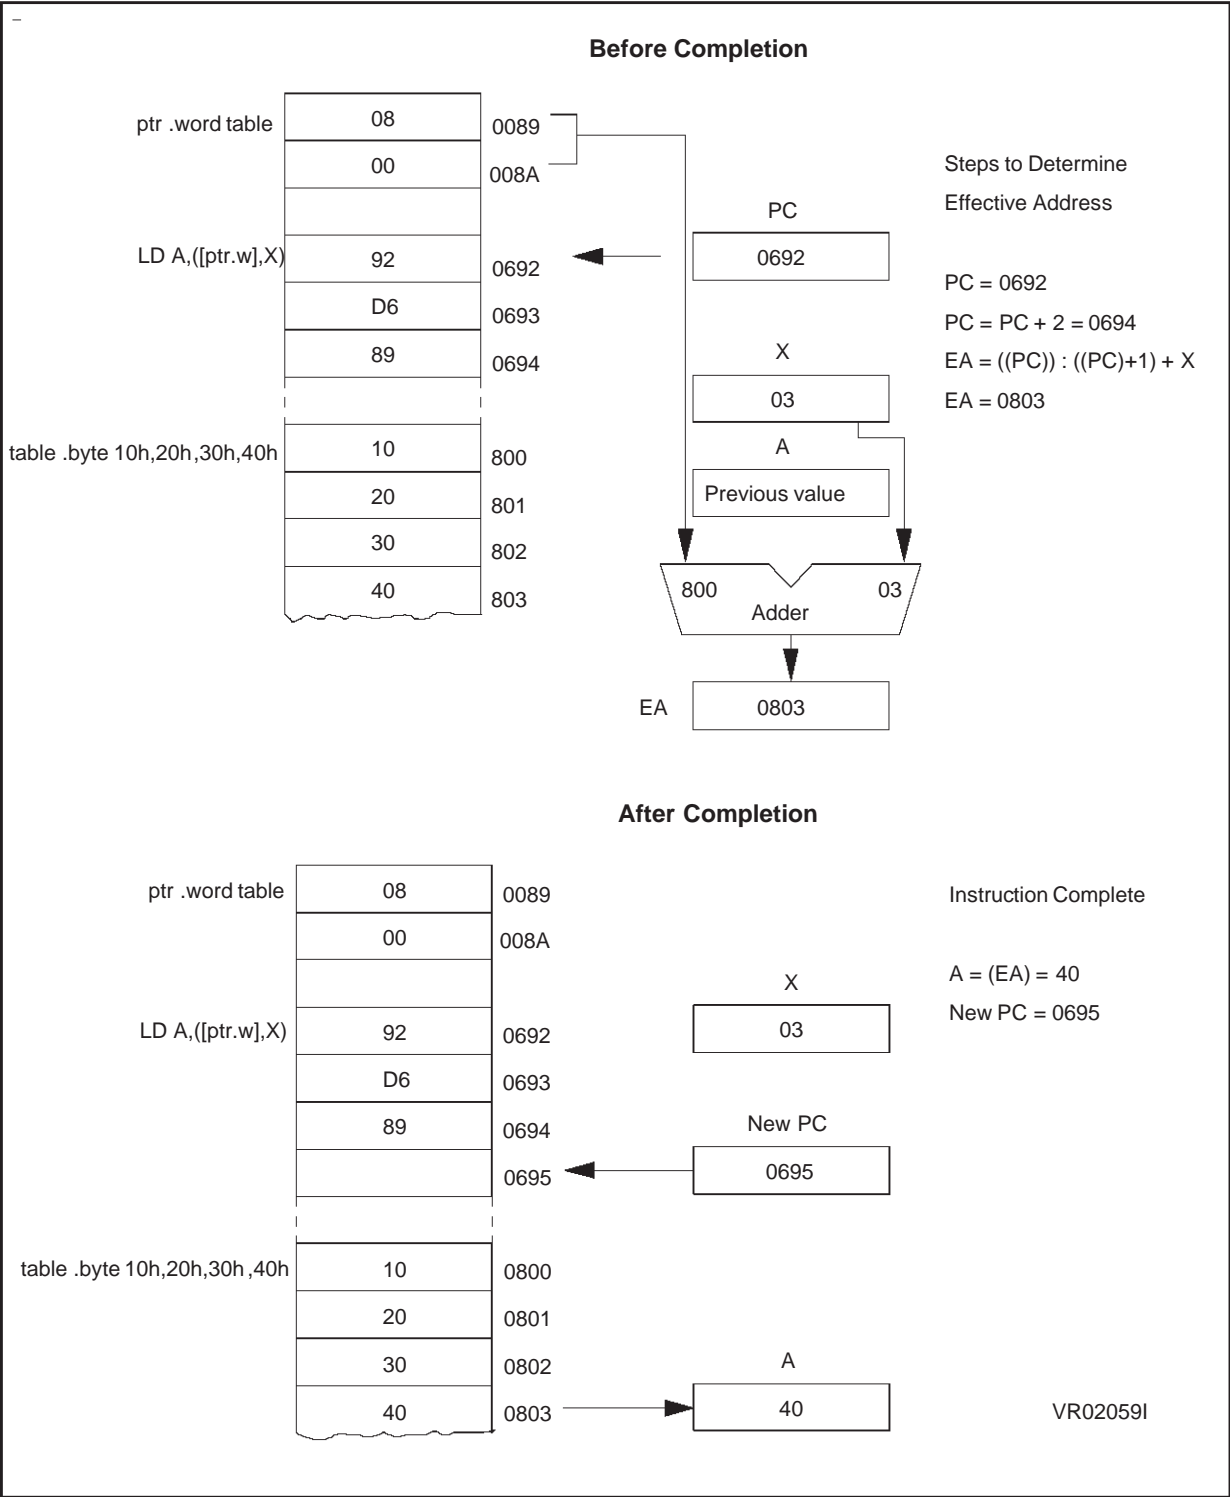 Before Completion
ptr .word table 08 0089
00 008A
Steps to Determine
Effective Address
PC
LD A,([ptr.w],X) 92 0692 0692
D6 0693
89 0694
PC = 0692
PC = PC + 2 = 0694
EA = ((PC)) : ((PC)+1) + X
EA = 0803
X
03
A
Previous value
table .byte 10h,20h,30h,40h 10 800
20 801
30 802
40 803
800 03
Adder
EA 0803
After Completion
ptr .word table 08 0089
00 008A
Instruction Complete
A = (EA) = 40
New PC = 0695
X
03
LD A,([ptr.w],X) 92 0692
D6 0693
89 0694
0695
New PC
0695
table .byte 10h,20h,30h,40h 10 0800
20 0801
30 0802
40 0803
A
40
VR02059I